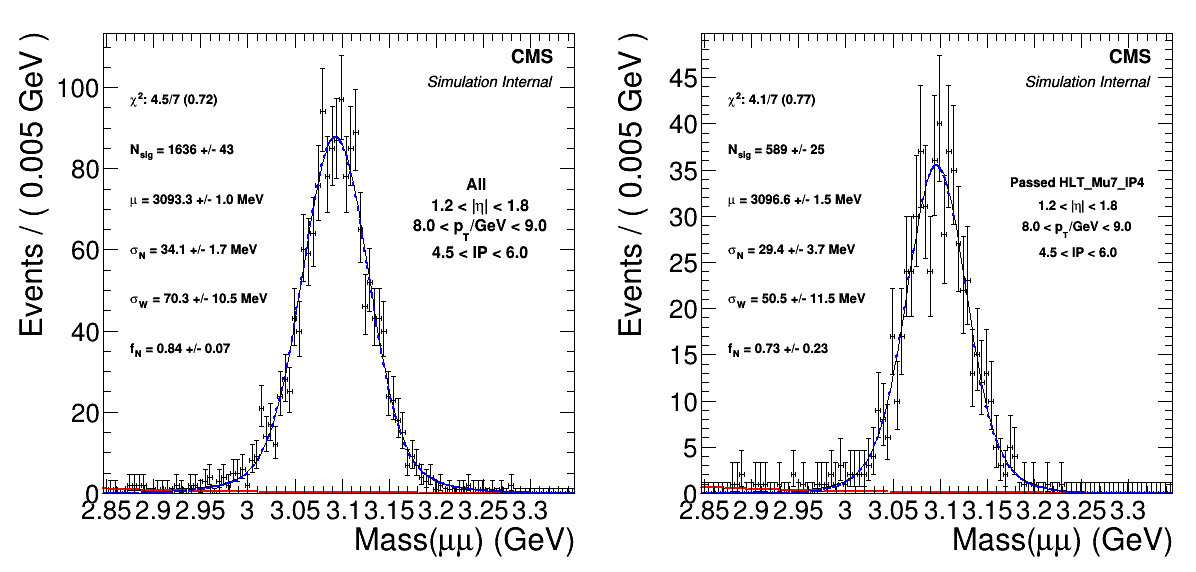 CMS
Simulation Internal
χ²: 4.5/7 (0.72)
N_sig = 1636 +/- 43
μ = 3093.3 +/- 1.0 MeV
σ_N = 34.1 +/- 1.7 MeV
σ_W = 70.3 +/- 10.5 MeV
f_N = 0.84 +/- 0.07
All
1.2 < |η| < 1.8
8.0 < p_T/GeV < 9.0
4.5 < IP < 6.0
Events / ( 0.005 GeV )
100
80
60
40
20
0
2.85 2.9 2.95 3 3.05 3.1 3.15 3.2 3.25 3.3
Mass(μμ) (GeV)
CMS
Simulation Internal
χ²: 4.1/7 (0.77)
N_sig = 589 +/- 25
μ = 3096.6 +/- 1.5 MeV
σ_N = 29.4 +/- 3.7 MeV
σ_W = 50.5 +/- 11.5 MeV
f_N = 0.73 +/- 0.23
Passed HLT_Mu7_IP4
1.2 < |η| < 1.8
8.0 < p_T/GeV < 9.0
4.5 < IP < 6.0
Events / ( 0.005 GeV )
45
40
35
30
25
20
15
10
5
0
2.85 2.9 2.95 3 3.05 3.1 3.15 3.2 3.25 3.3
Mass(μμ) (GeV)